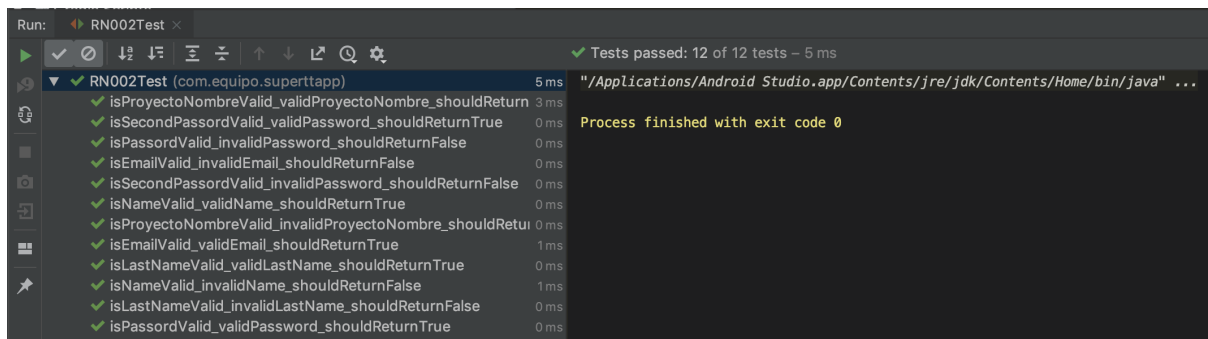 Run: RN002Test
Tests passed: 12 of 12 tests – 5 ms
RN002Test (com.equipo.superttapp) 5 ms
isProyectoNombreValid_validProyectoNombre_shouldReturn 3 ms
isSecondPassordValid_validPassword_shouldReturnTrue 0 ms
isPassordValid_invalidPassword_shouldReturnFalse 0 ms
isEmailValid_invalidEmail_shouldReturnFalse 0 ms
isSecondPassordValid_invalidPassword_shouldReturnFalse 0 ms
isNameValid_validName_shouldReturnTrue 0 ms
isProyectoNombreValid_invalidProyectoNombre_shouldRetu 0 ms
isEmailValid_validEmail_shouldReturnTrue 1 ms
isLastNameValid_validLastName_shouldReturnTrue 0 ms
isNameValid_invalidName_shouldReturnFalse 1 ms
isLastNameValid_invalidLastName_shouldReturnFalse 0 ms
isPassordValid_validPassword_shouldReturnTrue 0 ms
"/Applications/Android Studio.app/Contents/jre/jdk/Contents/Home/bin/java" ...
Process finished with exit code 0